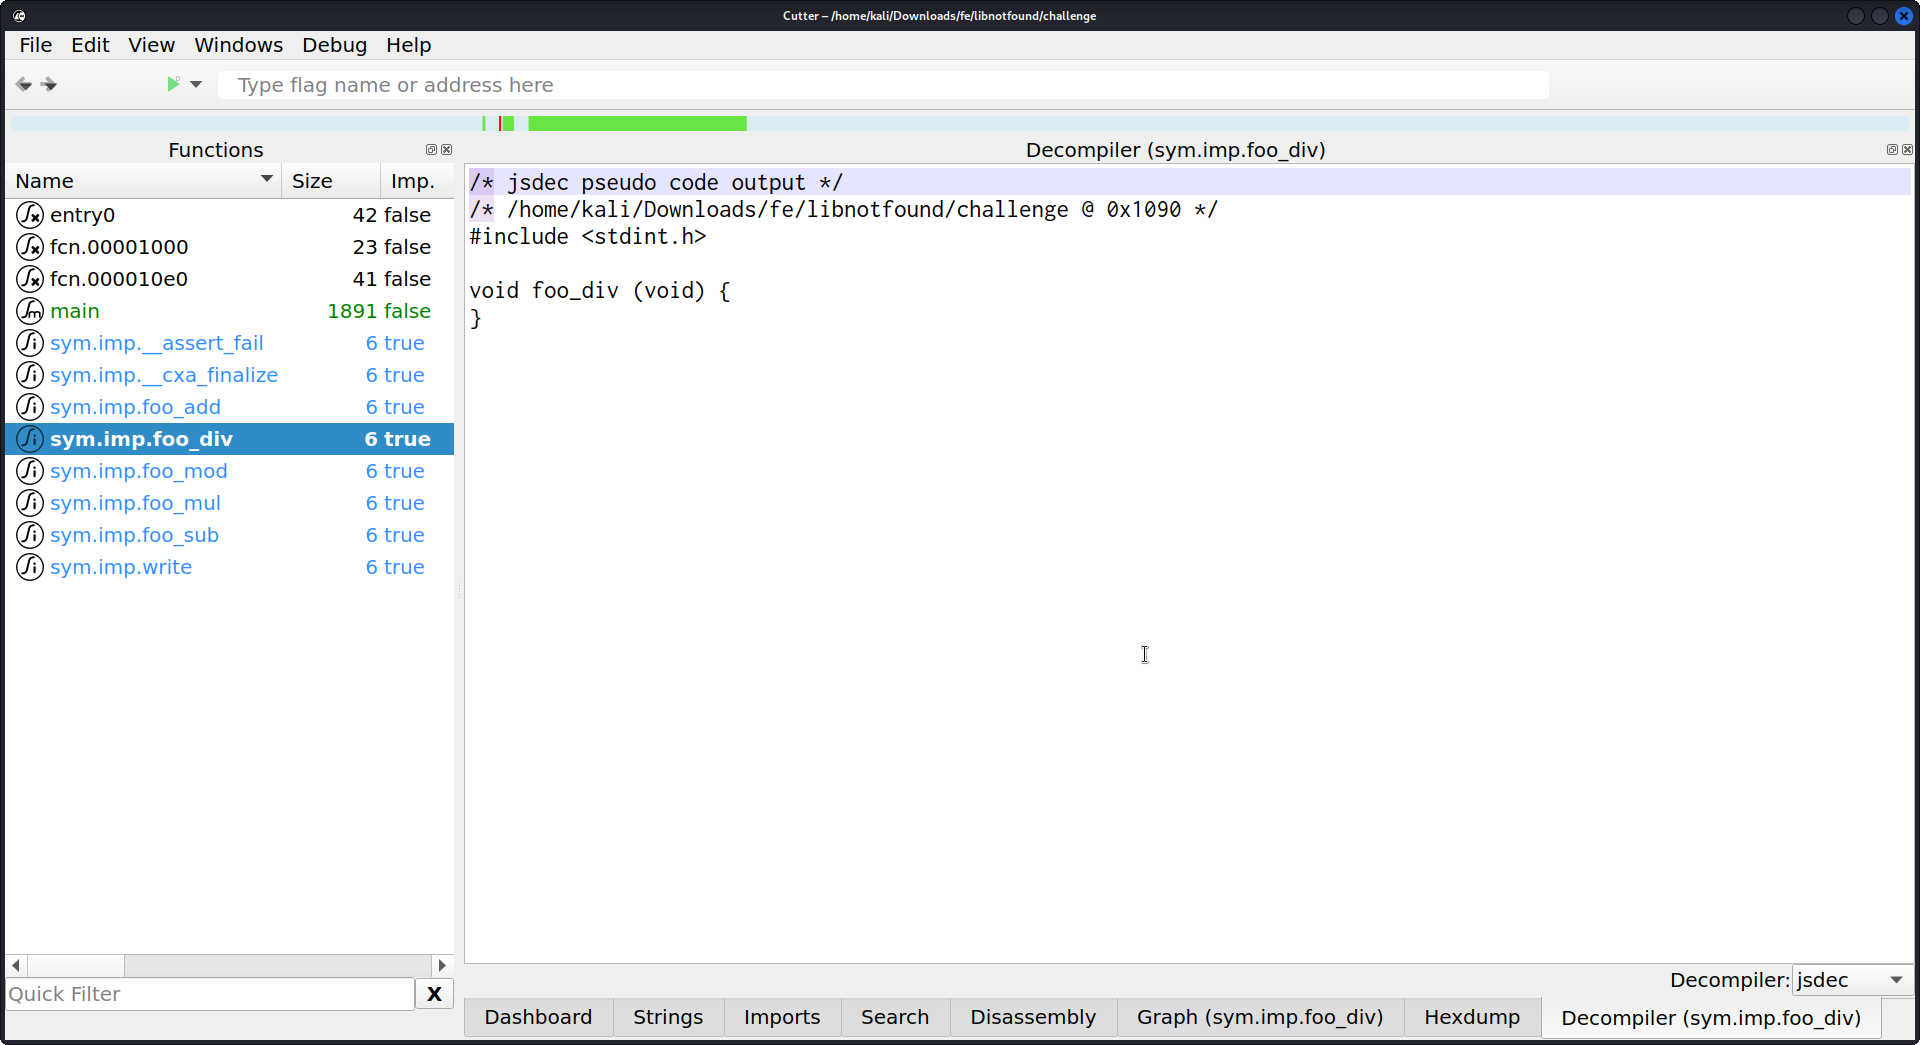 Cutter – /home/kali/Downloads/fe/libnotfound/challenge
File Edit View Windows Debug Help
Type flag name or address here
Functions
Name Size Imp.
entry0 42 false
fcn.00001000 23 false
fcn.000010e0 41 false
main 1891 false
sym.imp.__assert_fail 6 true
sym.imp.__cxa_finalize 6 true
sym.imp.foo_add 6 true
sym.imp.foo_div 6 true
sym.imp.foo_mod 6 true
sym.imp.foo_mul 6 true
sym.imp.foo_sub 6 true
sym.imp.write 6 true
Quick Filter X
Decompiler (sym.imp.foo_div)
/* jsdec pseudo code output */
/* /home/kali/Downloads/fe/libnotfound/challenge @ 0x1090 */
#include <stdint.h>
void foo_div (void) {
}
Decompiler: jsdec
Dashboard Strings Imports Search Disassembly Graph (sym.imp.foo_div) Hexdump Decompiler (sym.imp.foo_div)